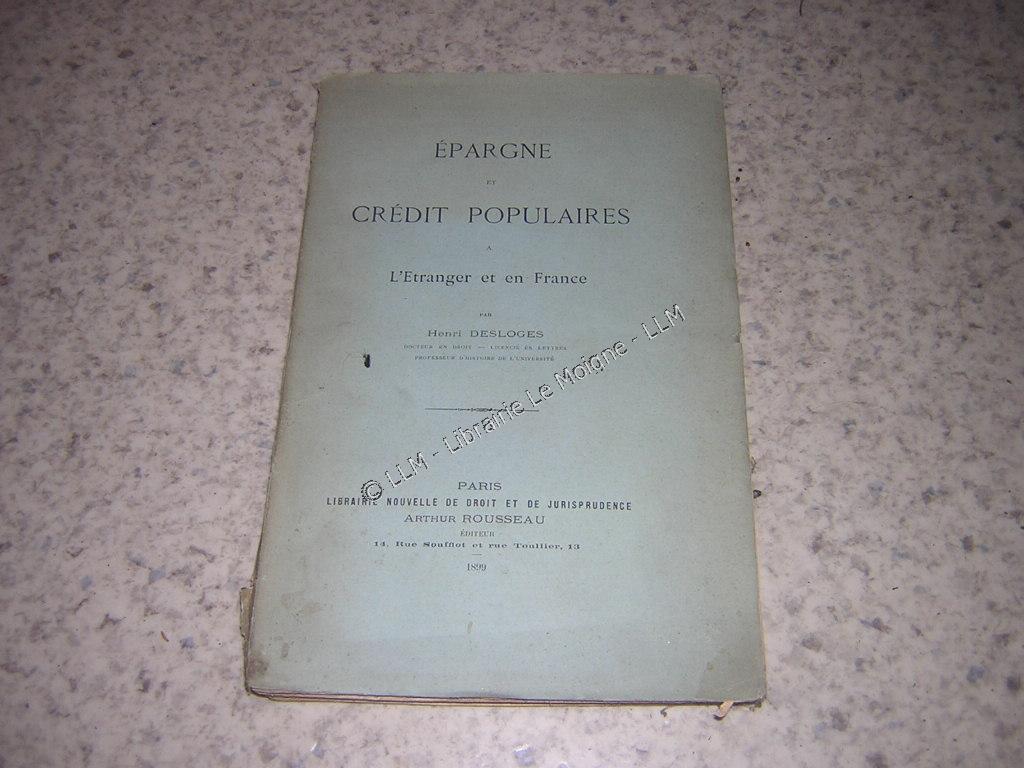 ÉPARGNE
ET
CRÉDIT POPULAIRES
A
L'Etranger et en France
PAR
Henri DESLOGES
DOCTEUR EN DROIT — LICENCIÉ ÈS LETTRES
PROFESSEUR D'HISTOIRE DE L'UNIVERSITÉ
© LLM - Librairie Le Moigne - LLM
PARIS
LIBRAIRIE NOUVELLE DE DROIT ET DE JURISPRUDENCE
ARTHUR ROUSSEAU
ÉDITEUR
14, Rue Soufflot et rue Toullier, 13
1899